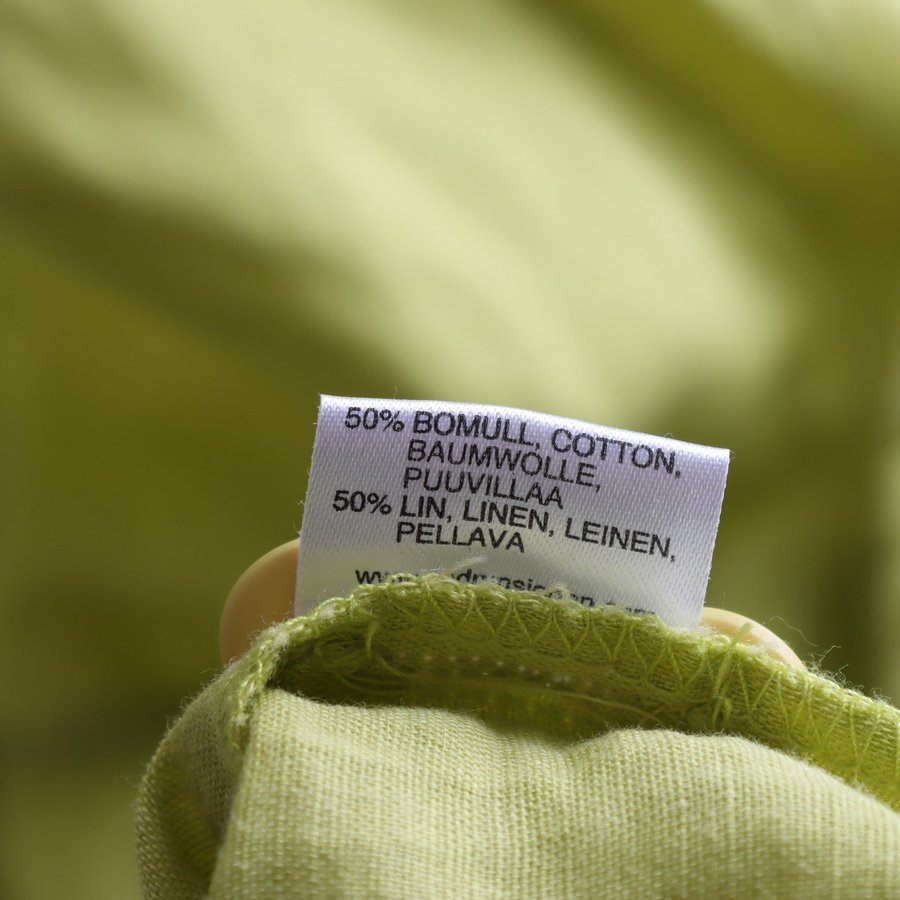 50% BOMULL, COTTON,
BAUMWOLLE,
PUUVILLAA
50% LIN, LINEN, LEINEN,
PELLAVA